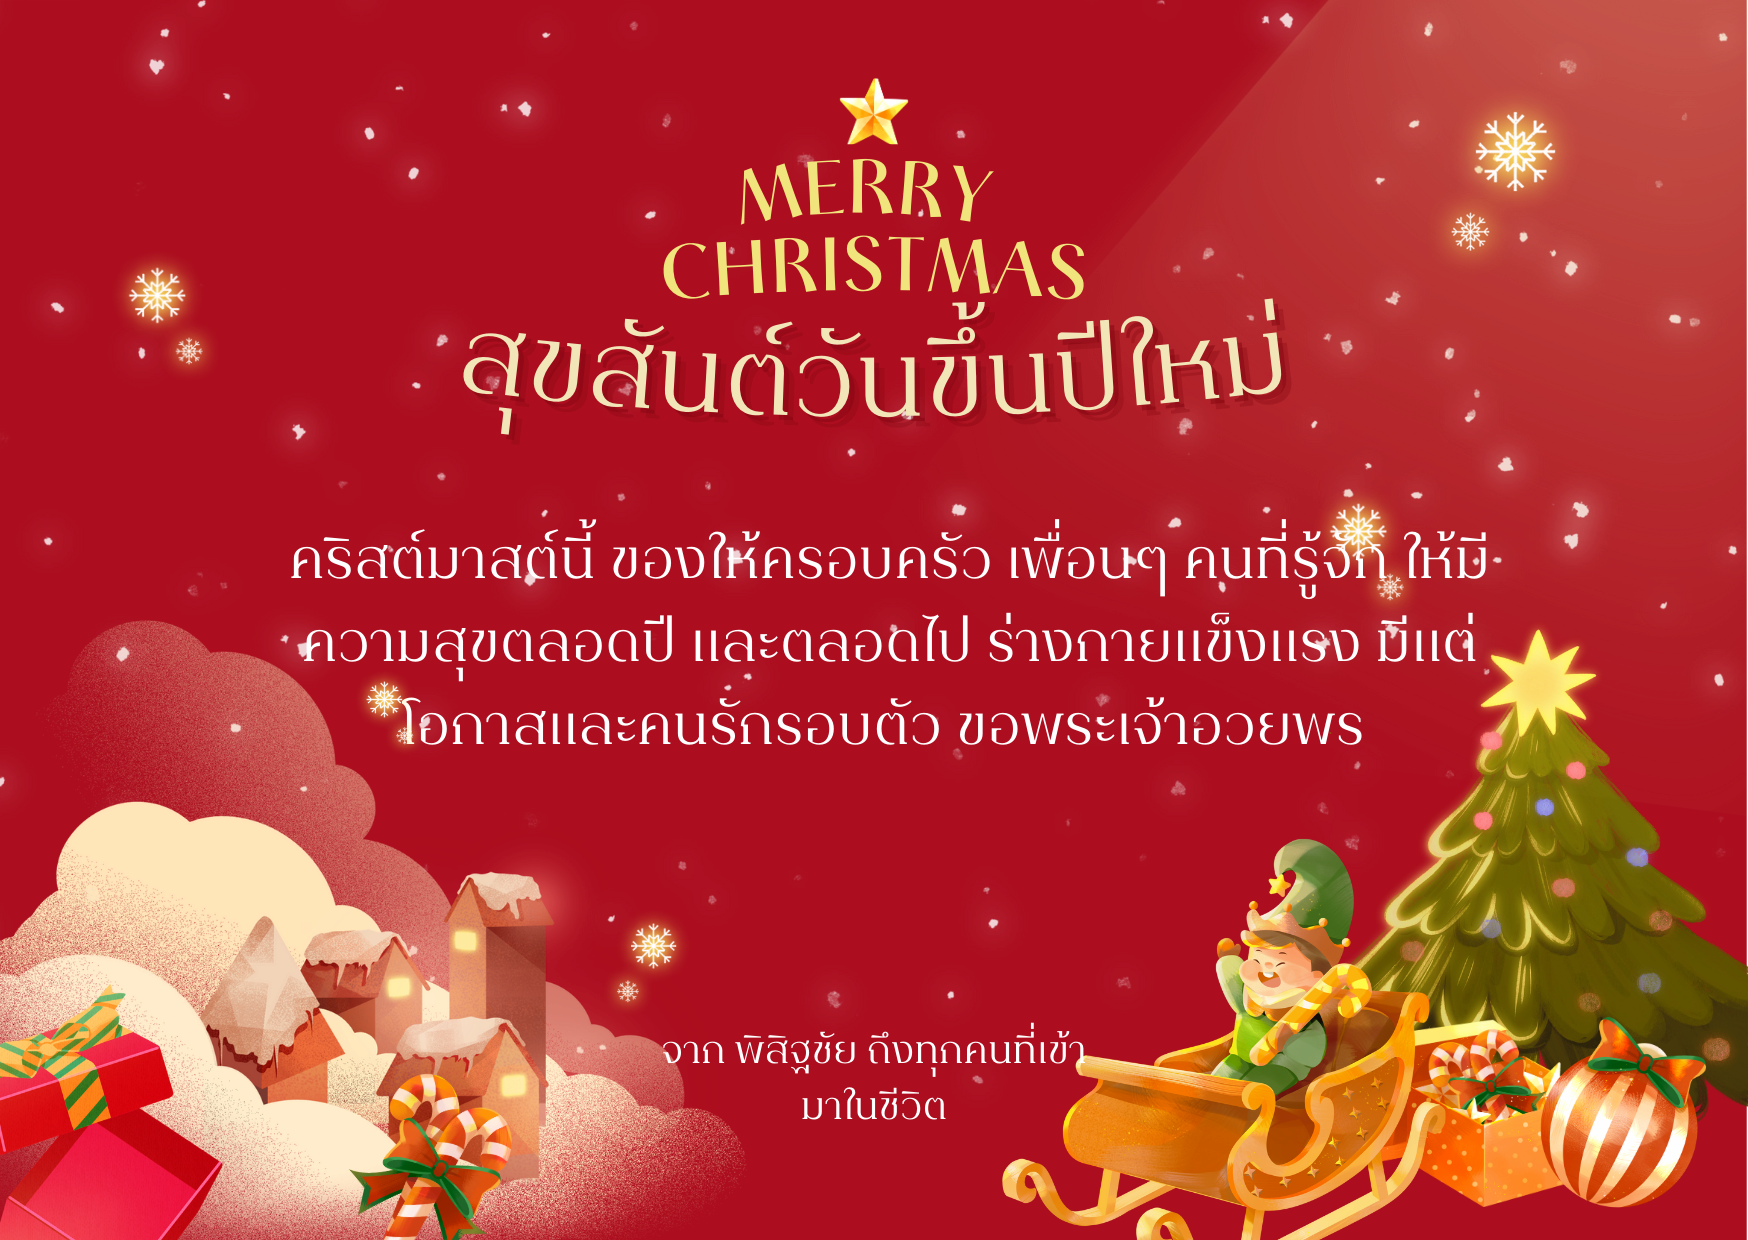 MERRY
CHRISTMAS
สุขสันต์วันขึ้นปีใหม่
คริสต์มาสต์นี้ ของให้ครอบครัว เพื่อนๆ คนที่รู้จัก ให้มี
ความสุขตลอดปี และตลอดไป ร่างกายแข็งแรง มีแต่
โอกาสและคนรักรอบตัว ขอพระเจ้าอวยพร
จาก พิสิฐชัย ถึงทุกคนที่เข้า
มาในชีวิต